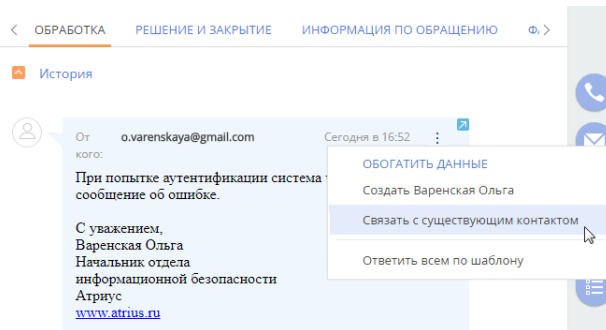 ОБРАБОТКА РЕШЕНИЕ И ЗАКРЫТИЕ ИНФОРМАЦИЯ ПО ОБРАЩЕНИЮ
История
От кого: o.varenskaya@gmail.com Сегодня в 16:52
При попытке аутентификации система
сообщение об ошибке.
С уважением,
Варенская Ольга
Начальник отдела
информационной безопасности
Атриус
www.atrius.ru
ОБОГАТИТЬ ДАННЫЕ
Создать Варенская Ольга
Связать с существующим контактом
Ответить всем по шаблону